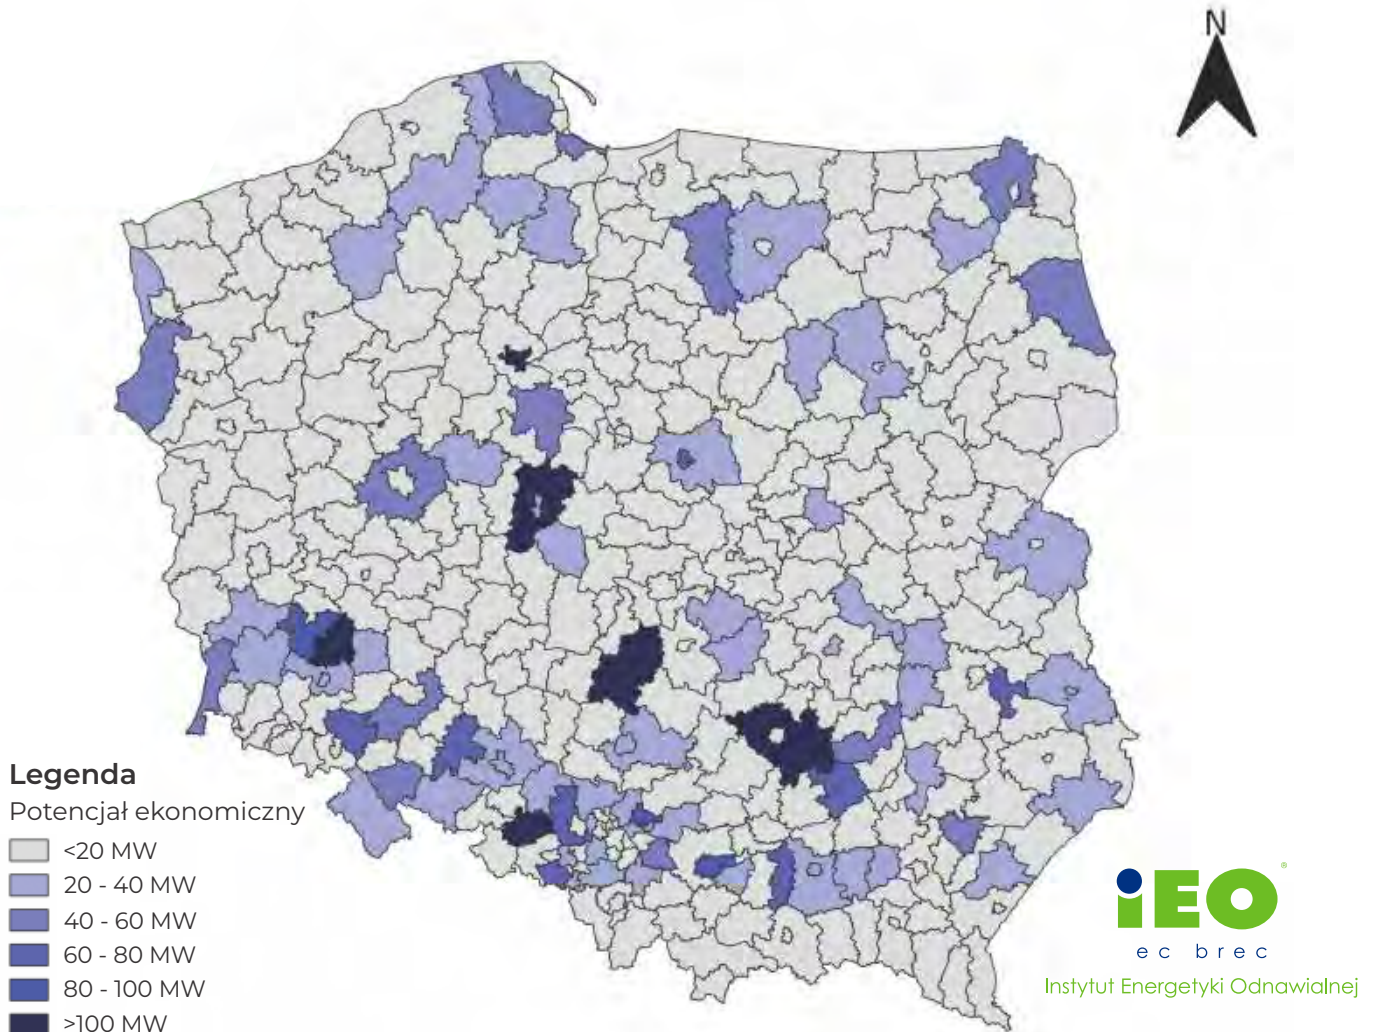 N
Legenda
Potencjał ekonomiczny
<20 MW
20 - 40 MW
40 - 60 MW
60 - 80 MW
80 - 100 MW
>100 MW
iEO
®
ec brec
Instytut Energetyki Odnawialnej